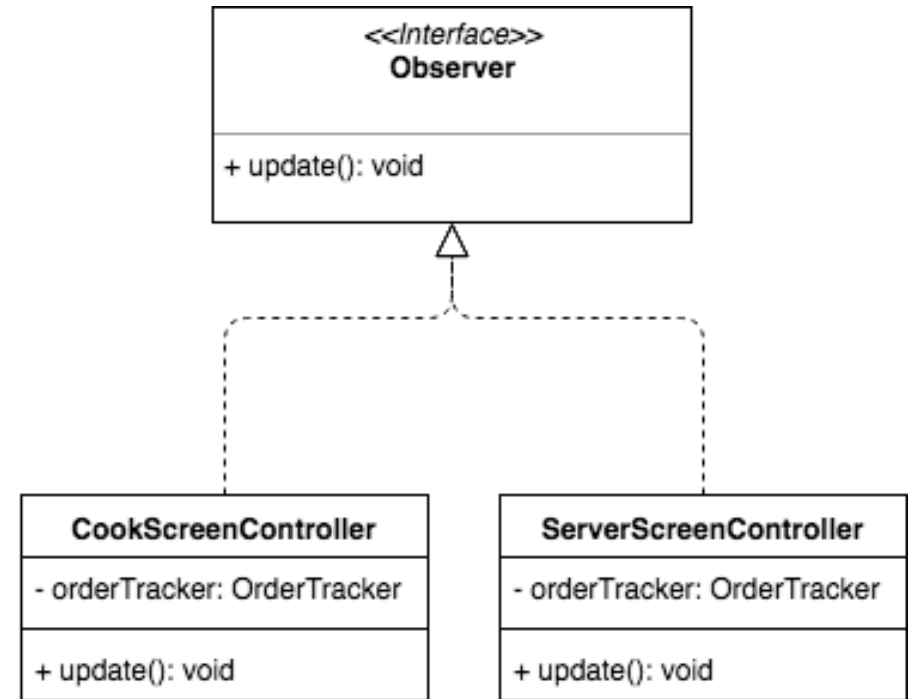 <<Interface>>
Observer
+ update(): void
CookScreenController
- orderTracker: OrderTracker
+ update(): void
ServerScreenController
- orderTracker: OrderTracker
+ update(): void